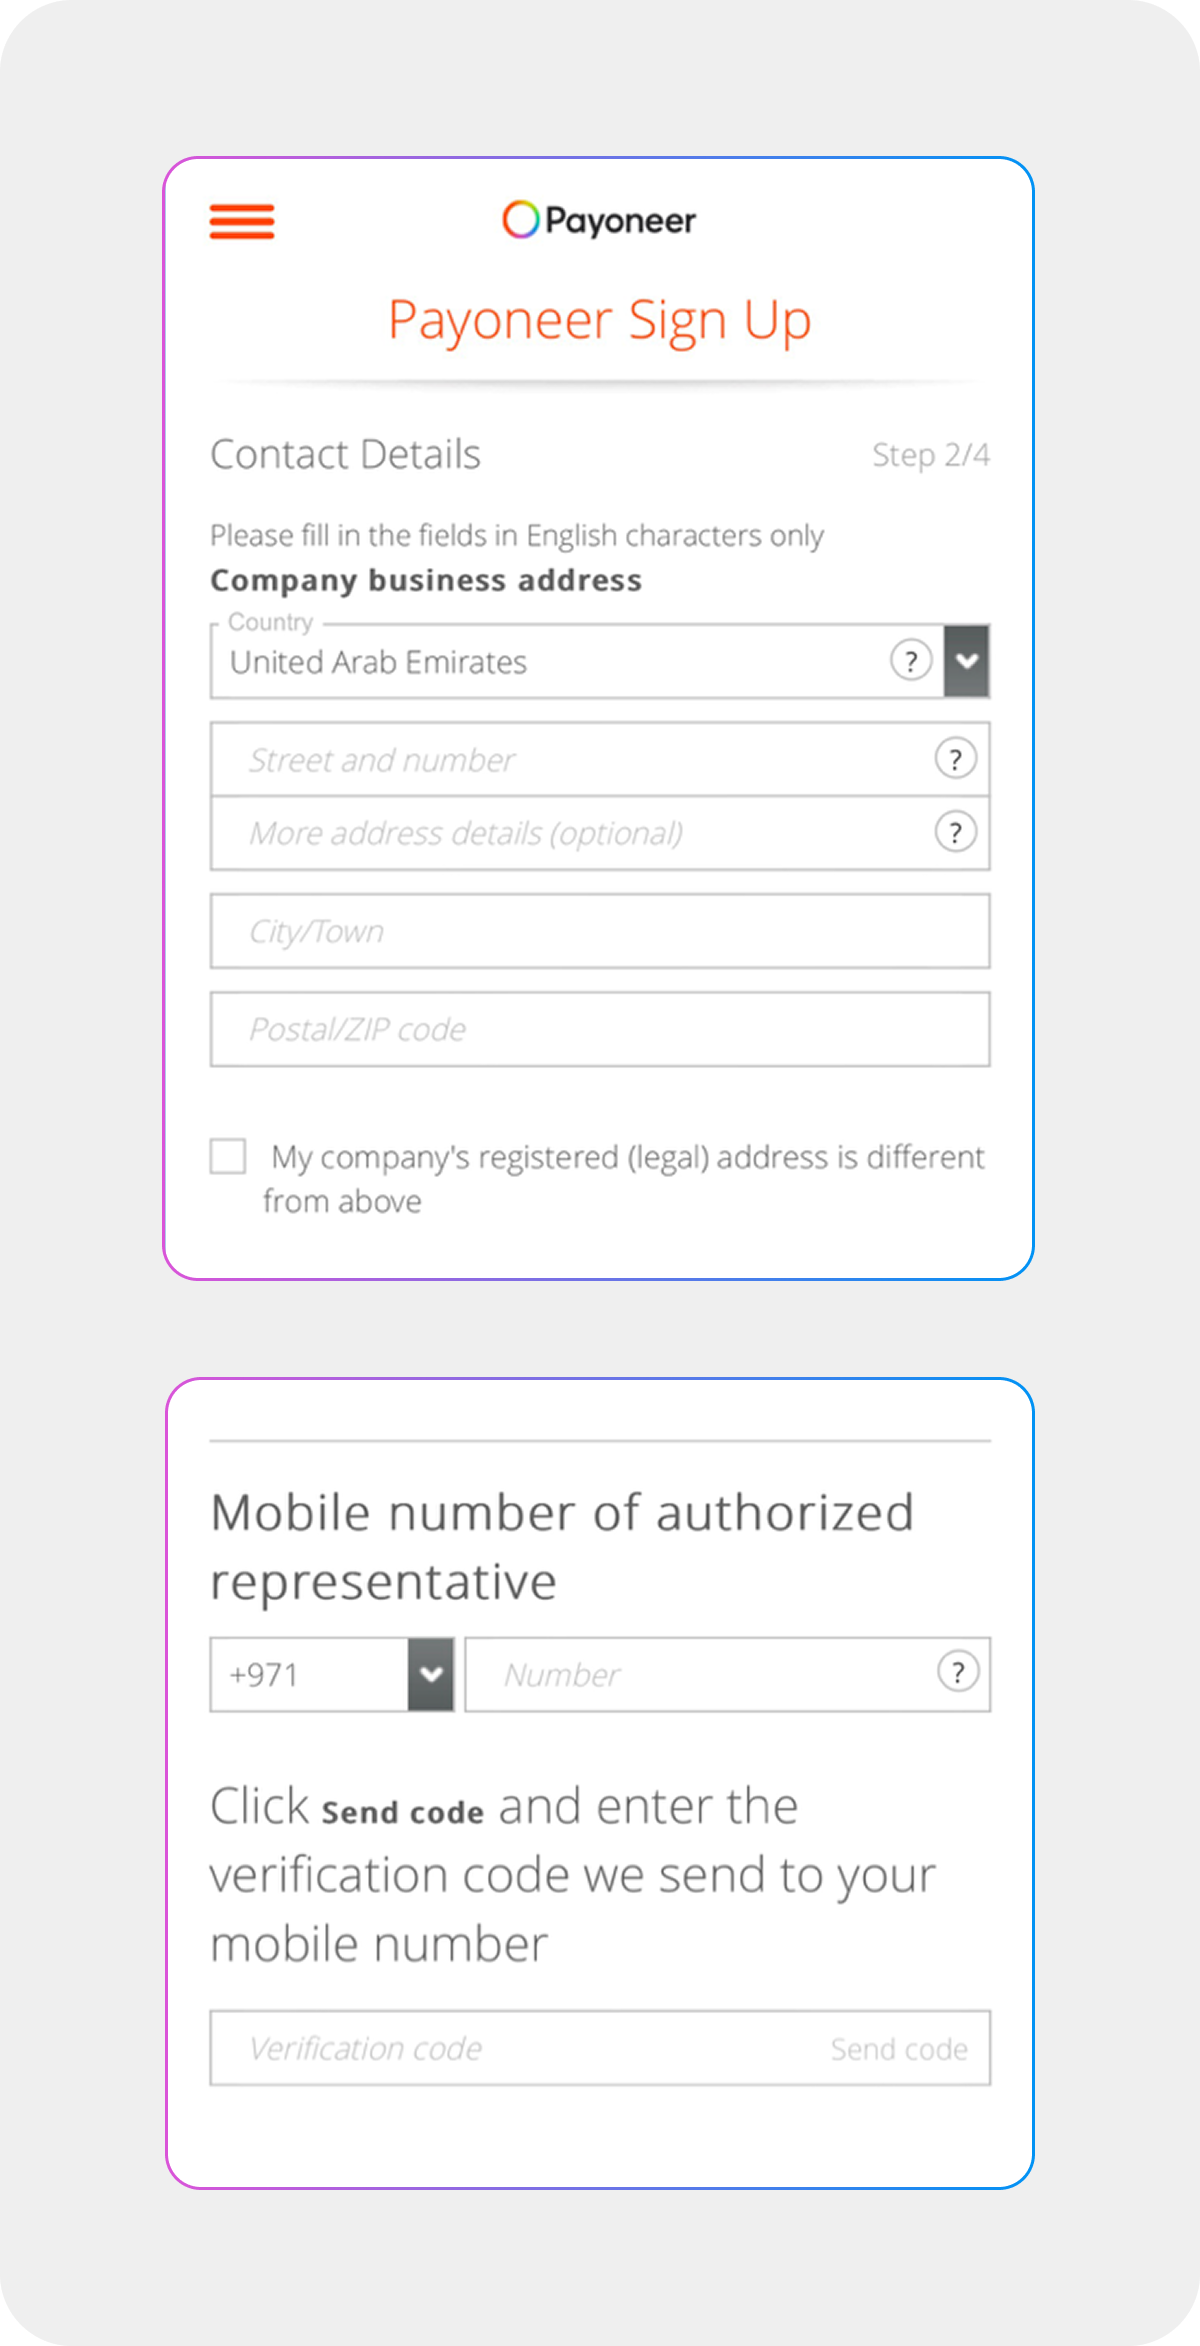 Payoneer
Payoneer Sign Up
Contact Details
Step 2/4
Please fill in the fields in English characters only
Company business address
Country
United Arab Emirates
?
Street and number
?
More address details (optional)
?
City/Town
Postal/ZIP code
My company's registered (legal) address is different
from above
Mobile number of authorized
representative
+971
Number
?
Click Send code and enter the
verification code we send to your
mobile number
Verification code
Send code